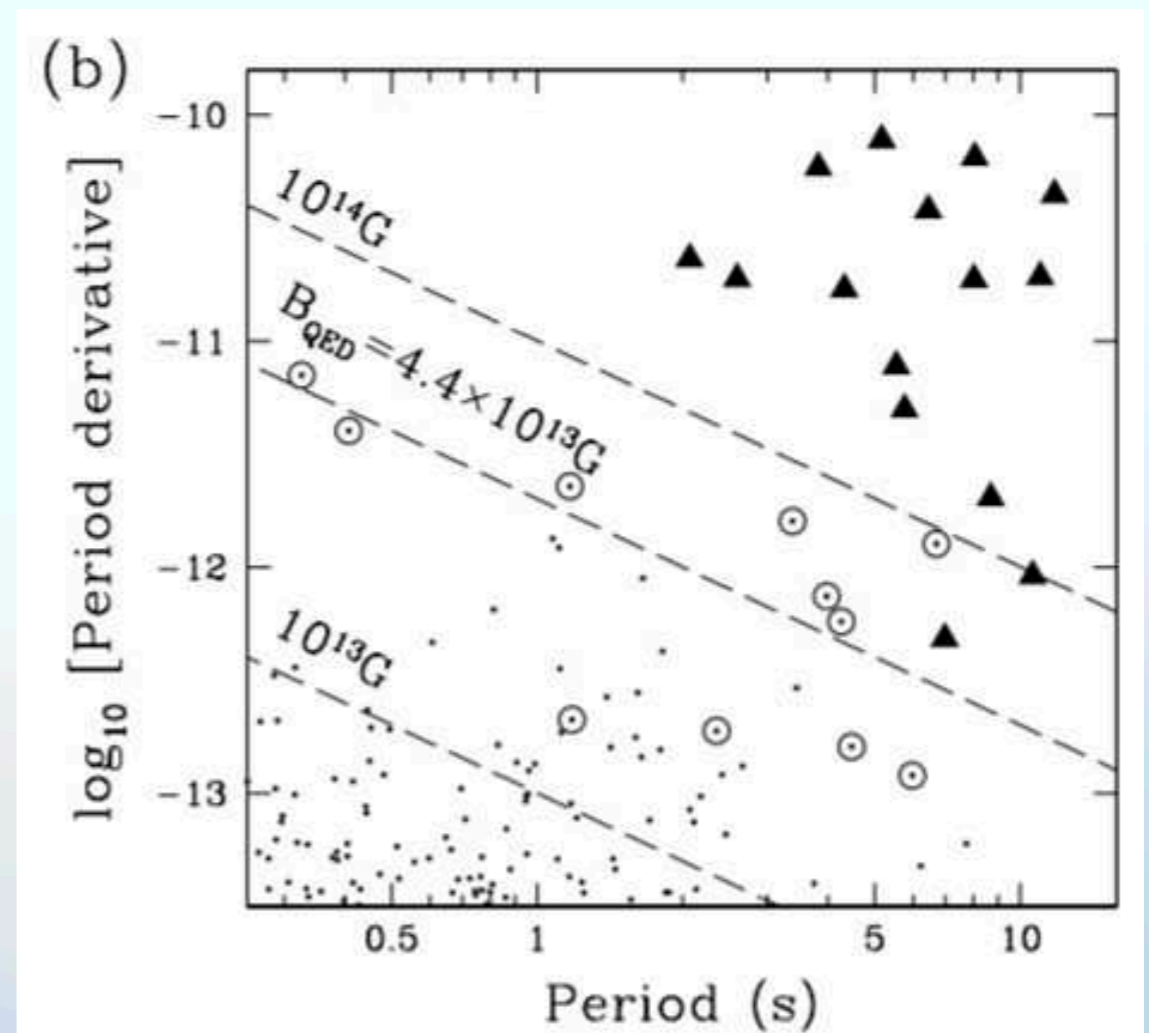 (b)
log₁₀ [Period derivative]
-10
-11
-12
-13
10¹⁴G
B_QED=4.4×10¹³G
10¹³G
0.5 1 5 10
Period (s)